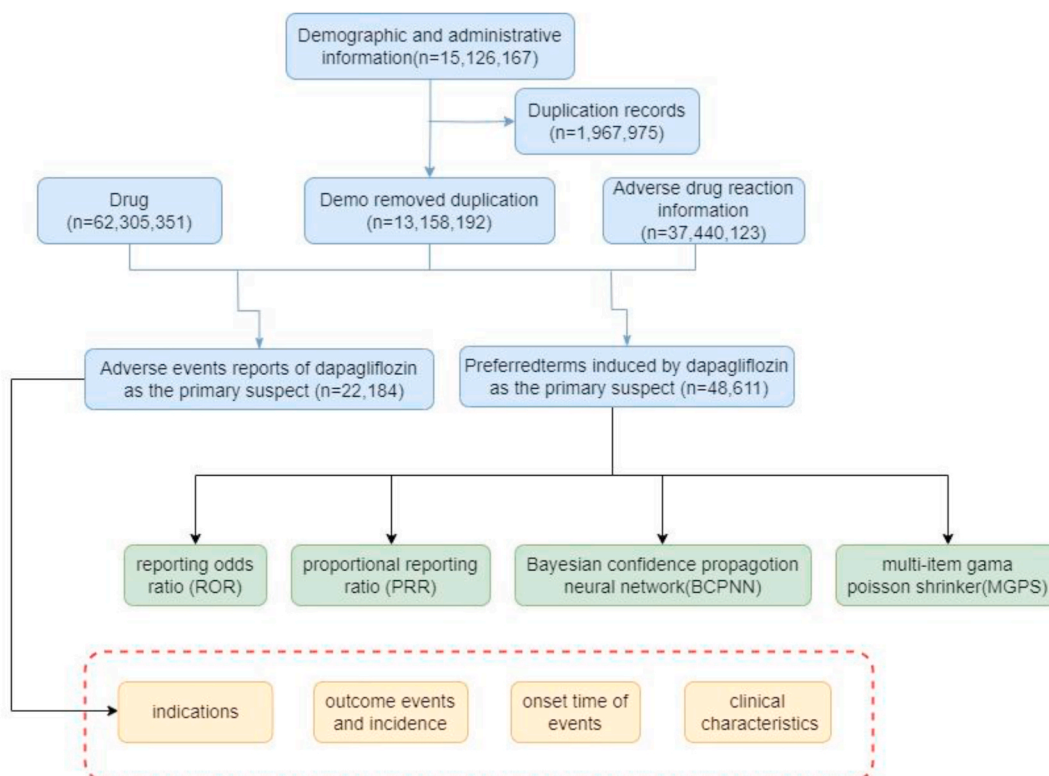 Demographic and administrative
information(n=15,126,167)
Duplication records
(n=1,967,975)
Drug
(n=62,305,351)
Demo removed duplication
(n=13,158,192)
Adverse drug reaction
information
(n=37,440,123)
Adverse events reports of dapagliflozin
as the primary suspect (n=22,184)
Preferredterms induced by dapagliflozin
as the primary suspect (n=48,611)
reporting odds
ratio (ROR)
proportional reporting
ratio (PRR)
Bayesian confidence propagotion
neural network(BCPNN)
multi-item gama
poisson shrinker(MGPS)
indications
outcome events
and incidence
onset time of
events
clinical
characteristics